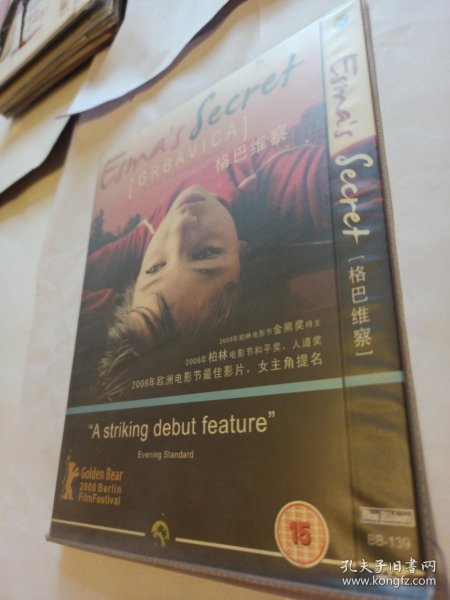 Esma's Secret
[GRBAVICA]
格巴维察
2006年柏林电影节金熊奖得主
2006年柏林电影节和平奖、人道奖
2006年欧洲电影节最佳影片，女主角提名
"A striking debut feature"
Evening Standard
Golden Bear
2006 Berlin
FilmFestival
15
Esma's Secret [格巴维察]
Blue Ribbon
BB-139
孔夫子旧书网
www.kongfz.com